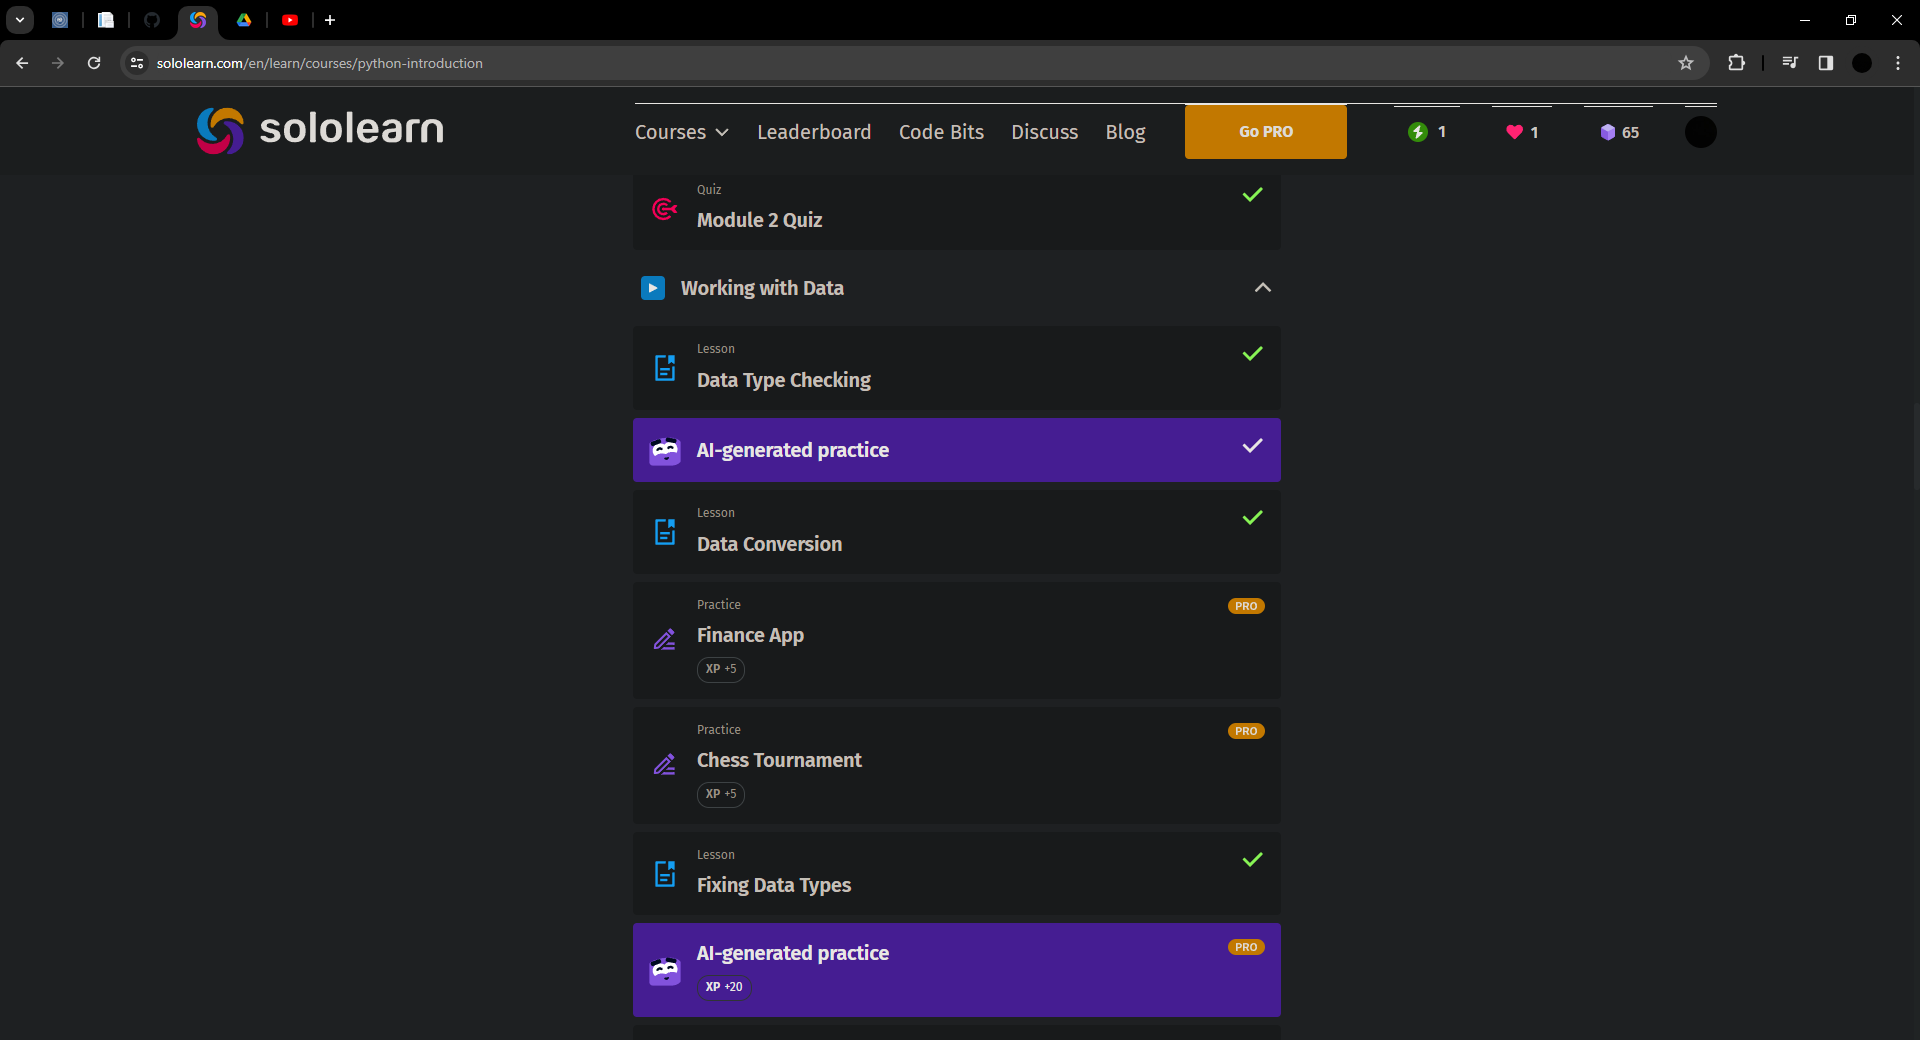 sololearn.com/en/learn/courses/python-introduction
sololearn
Courses
Leaderboard
Code Bits
Discuss
Blog
Go PRO
1
1
65
Quiz
Module 2 Quiz
Working with Data
Lesson
Data Type Checking
AI-generated practice
Lesson
Data Conversion
Practice
PRO
Finance App
XP +5
Practice
PRO
Chess Tournament
XP +5
Lesson
Fixing Data Types
AI-generated practice
PRO
XP +20